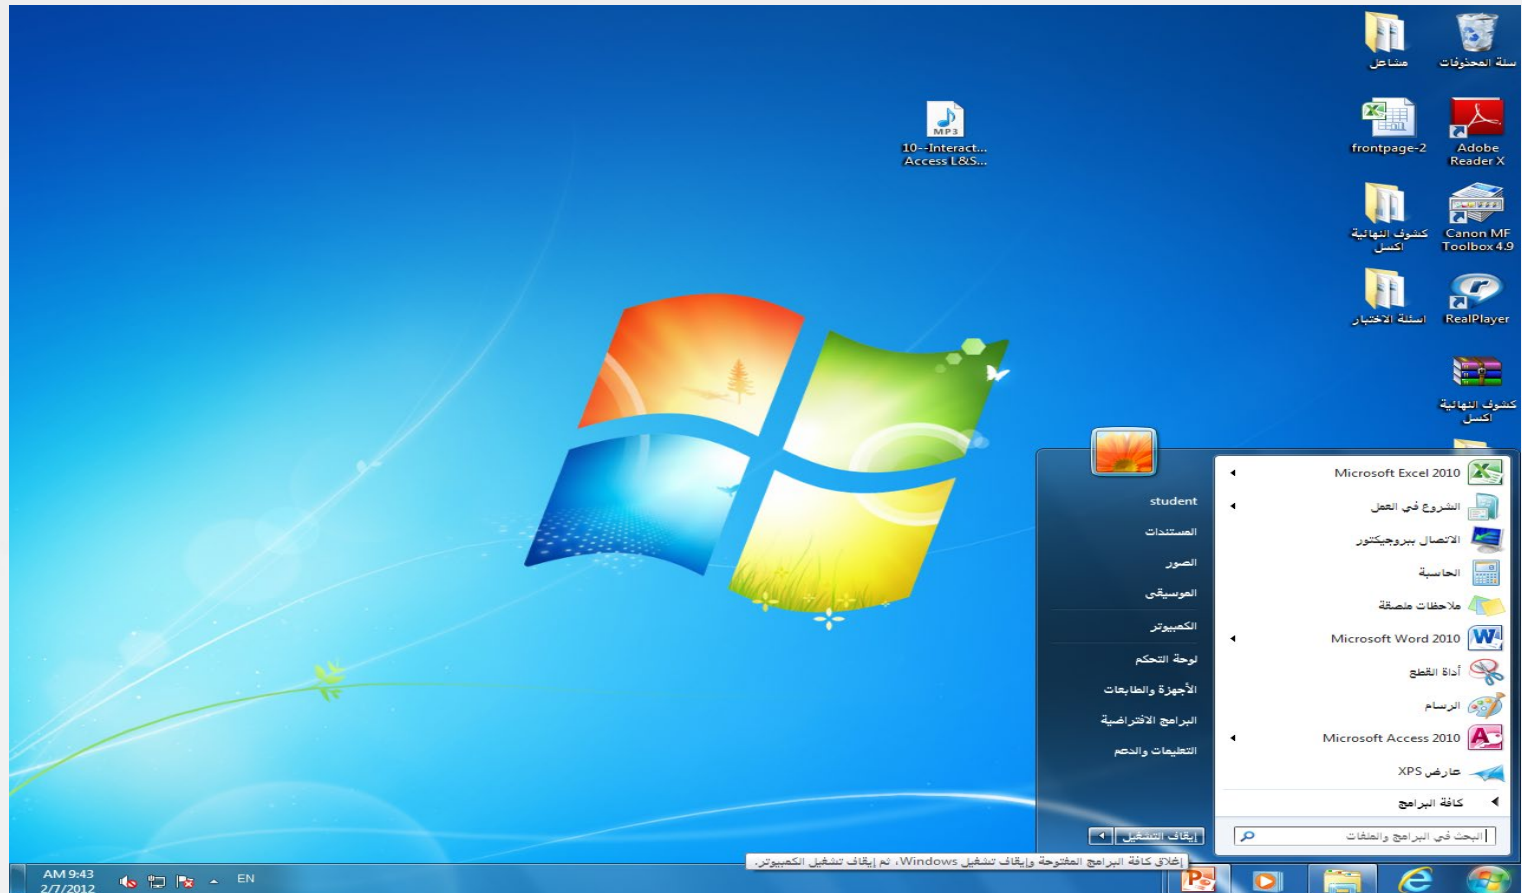 سلة المحذوفات
مشاعل
Adobe
Reader X
frontpage-2
Canon MF
Toolbox 4.9
كشوف النهائية
اكسل
RealPlayer
اسئلة الاختبار
كشوف النهائية
اكسل
MP3
10--Interact...
Access L&S...
Microsoft Excel 2010
الشروع في العمل
الاتصال ببروجيكتور
الحاسبة
ملاحظات ملصقة
Microsoft Word 2010
أداة القطع
الرسام
Microsoft Access 2010
عارض XPS
كافة البرامج
البحث في البرامج والملفات
student
المستندات
الصور
الموسيقى
الكمبيوتر
لوحة التحكم
الأجهزة والطابعات
البرامج الافتراضية
التعليمات والدعم
إيقاف التشغيل
إغلاق كافة البرامج المفتوحة وإيقاف تشغيل Windows، ثم إيقاف تشغيل الكمبيوتر.
EN
AM 9:43
2/7/2012